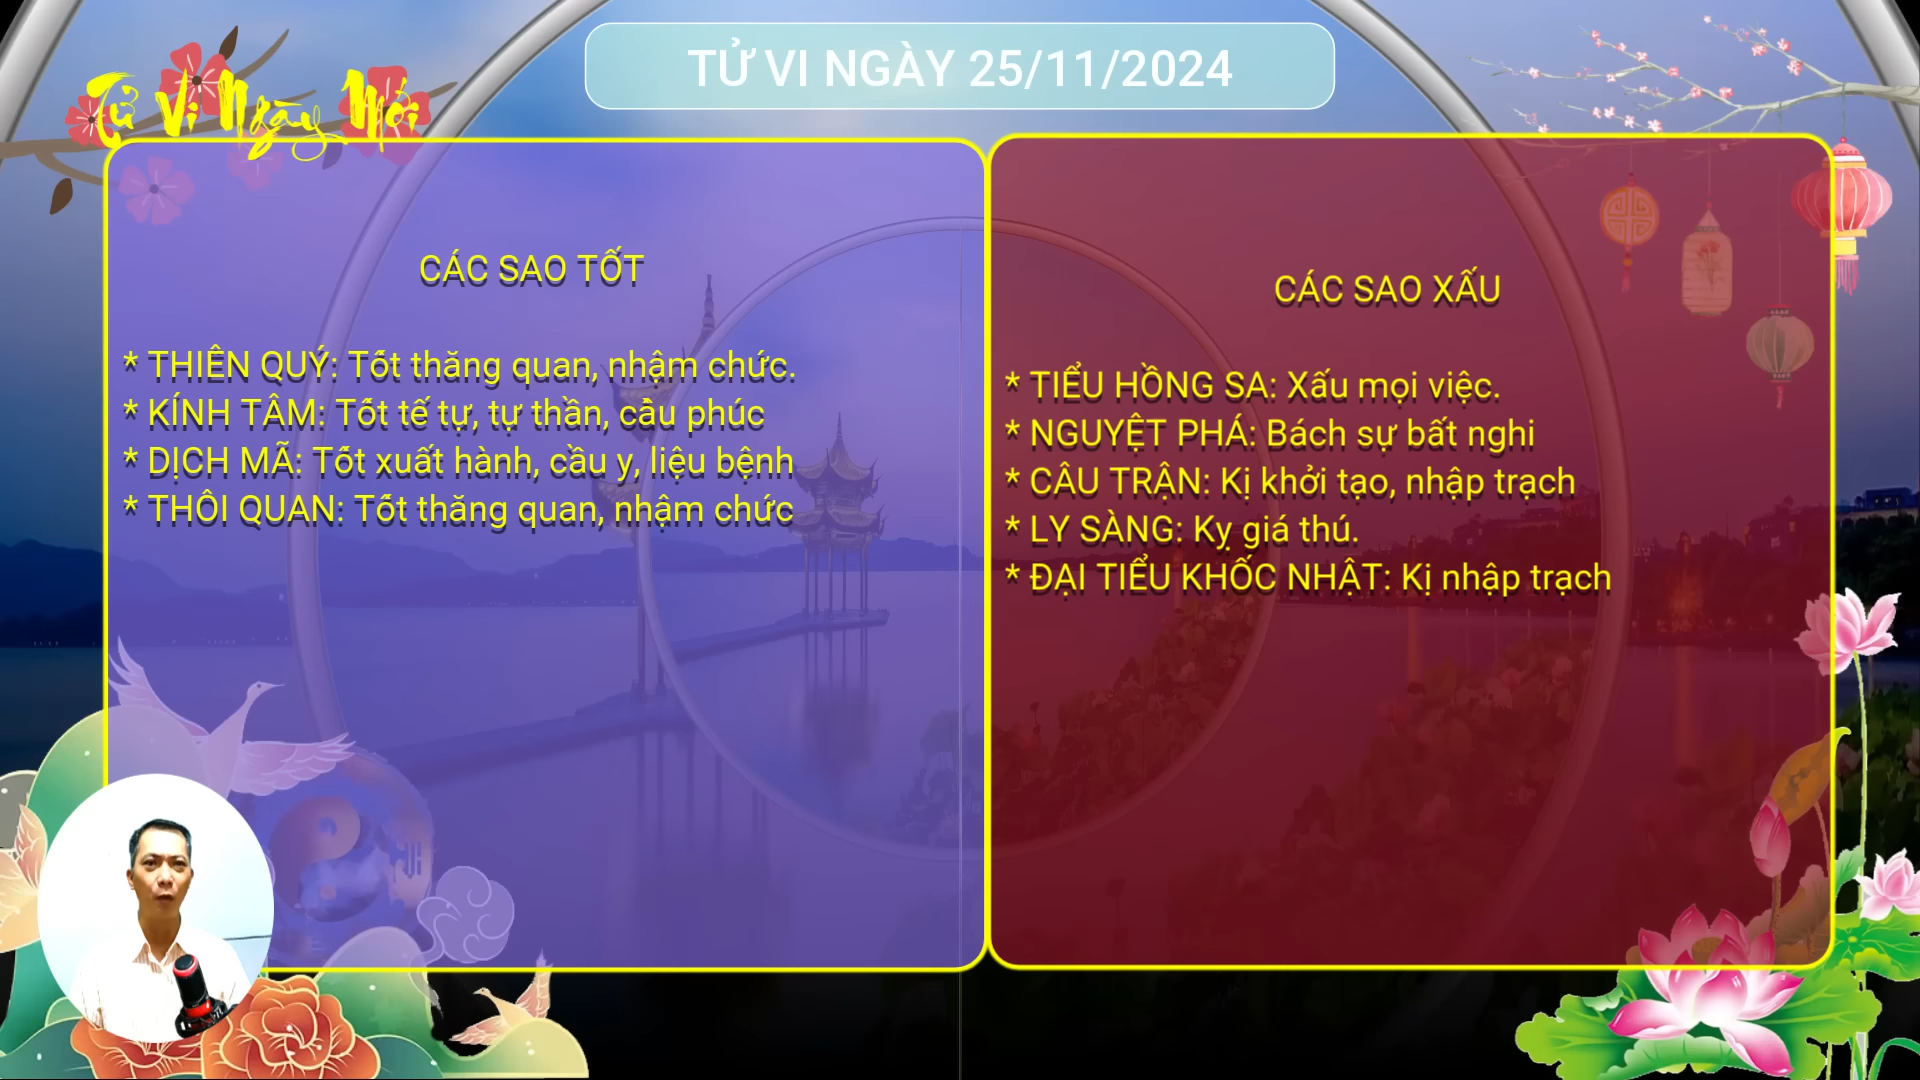 TỬ VI NGÀY 25/11/2024
Tử Vi Ngày Mới
CÁC SAO TỐT
* THIÊN QUÝ: Tốt thăng quan, nhậm chức.
* KÍNH TÂM: Tốt tế tự, tự thần, cầu phúc
* DỊCH MÃ: Tốt xuất hành, cầu y, liệu bệnh
* THÔI QUAN: Tốt thăng quan, nhậm chức
CÁC SAO XẤU
* TIỂU HỒNG SA: Xấu mọi việc.
* NGUYỆT PHÁ: Bách sự bất nghi
* CÂU TRẬN: Kị khởi tạo, nhập trạch
* LY SÀNG: Kỵ giá thú.
* ĐẠI TIỂU KHỐC NHẬT: Kị nhập trạch